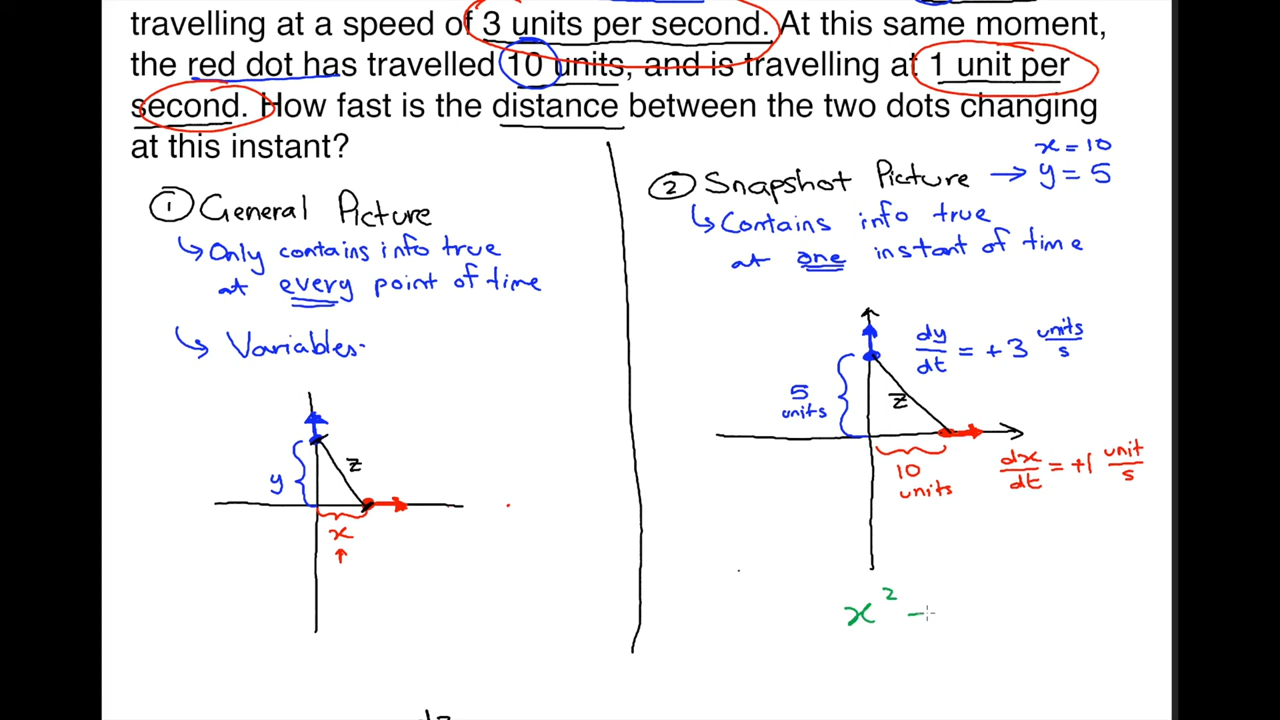 travelling at a speed of 3 units per second. At this same moment,
the red dot has travelled 10 units, and is travelling at 1 unit per
second. How fast is the distance between the two dots changing
at this instant?
① General Picture
↳ Only contains info true
at every point of time
↳ Variables.
y
z
x
② Snapshot Picture → x = 10
y = 5
↳ Contains info true
at one instant of time
dy/dt = +3 units/s
5
units
z
10
units
dx/dt = +1 unit/s
x² -